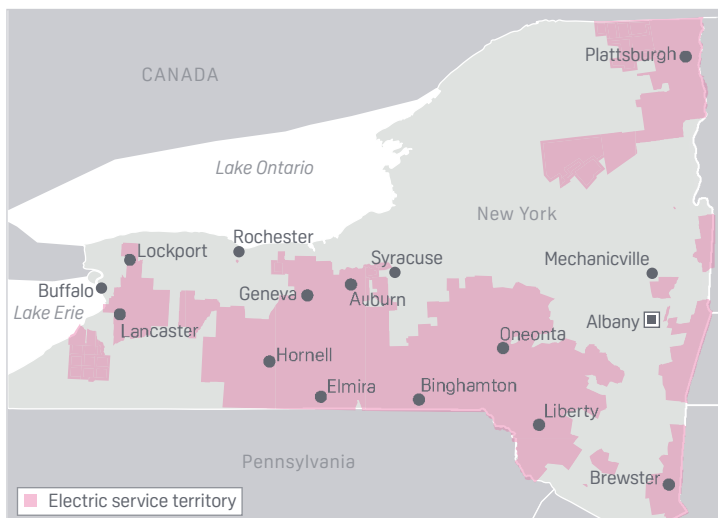 Plattsburgh
CANADA
Lake Ontario
New York
Rochester
Lockport
Syracuse
Mechanicville
Buffalo
Geneva
Auburn
Lake Erie
Lancaster
Albany
Oneonta
Hornell
Elmira
Binghamton
Liberty
Pennsylvania
Brewster
Electric service territory